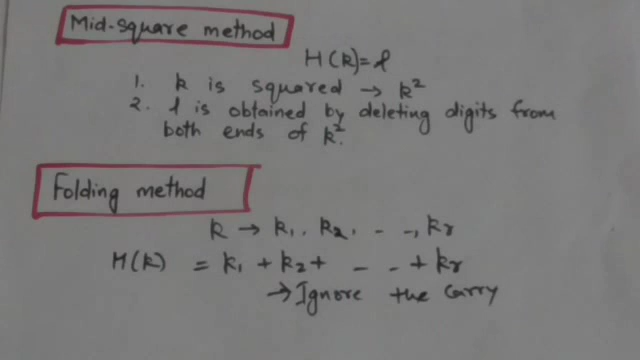 Mid-square method
H(k)=l
1. k is squared → k²
2. l is obtained by deleting digits from
both ends of k².
Folding method
k → k₁, k₂, - - -, kr
H(k) = k₁ + k₂ + - - - + kr
→ Ignore the carry